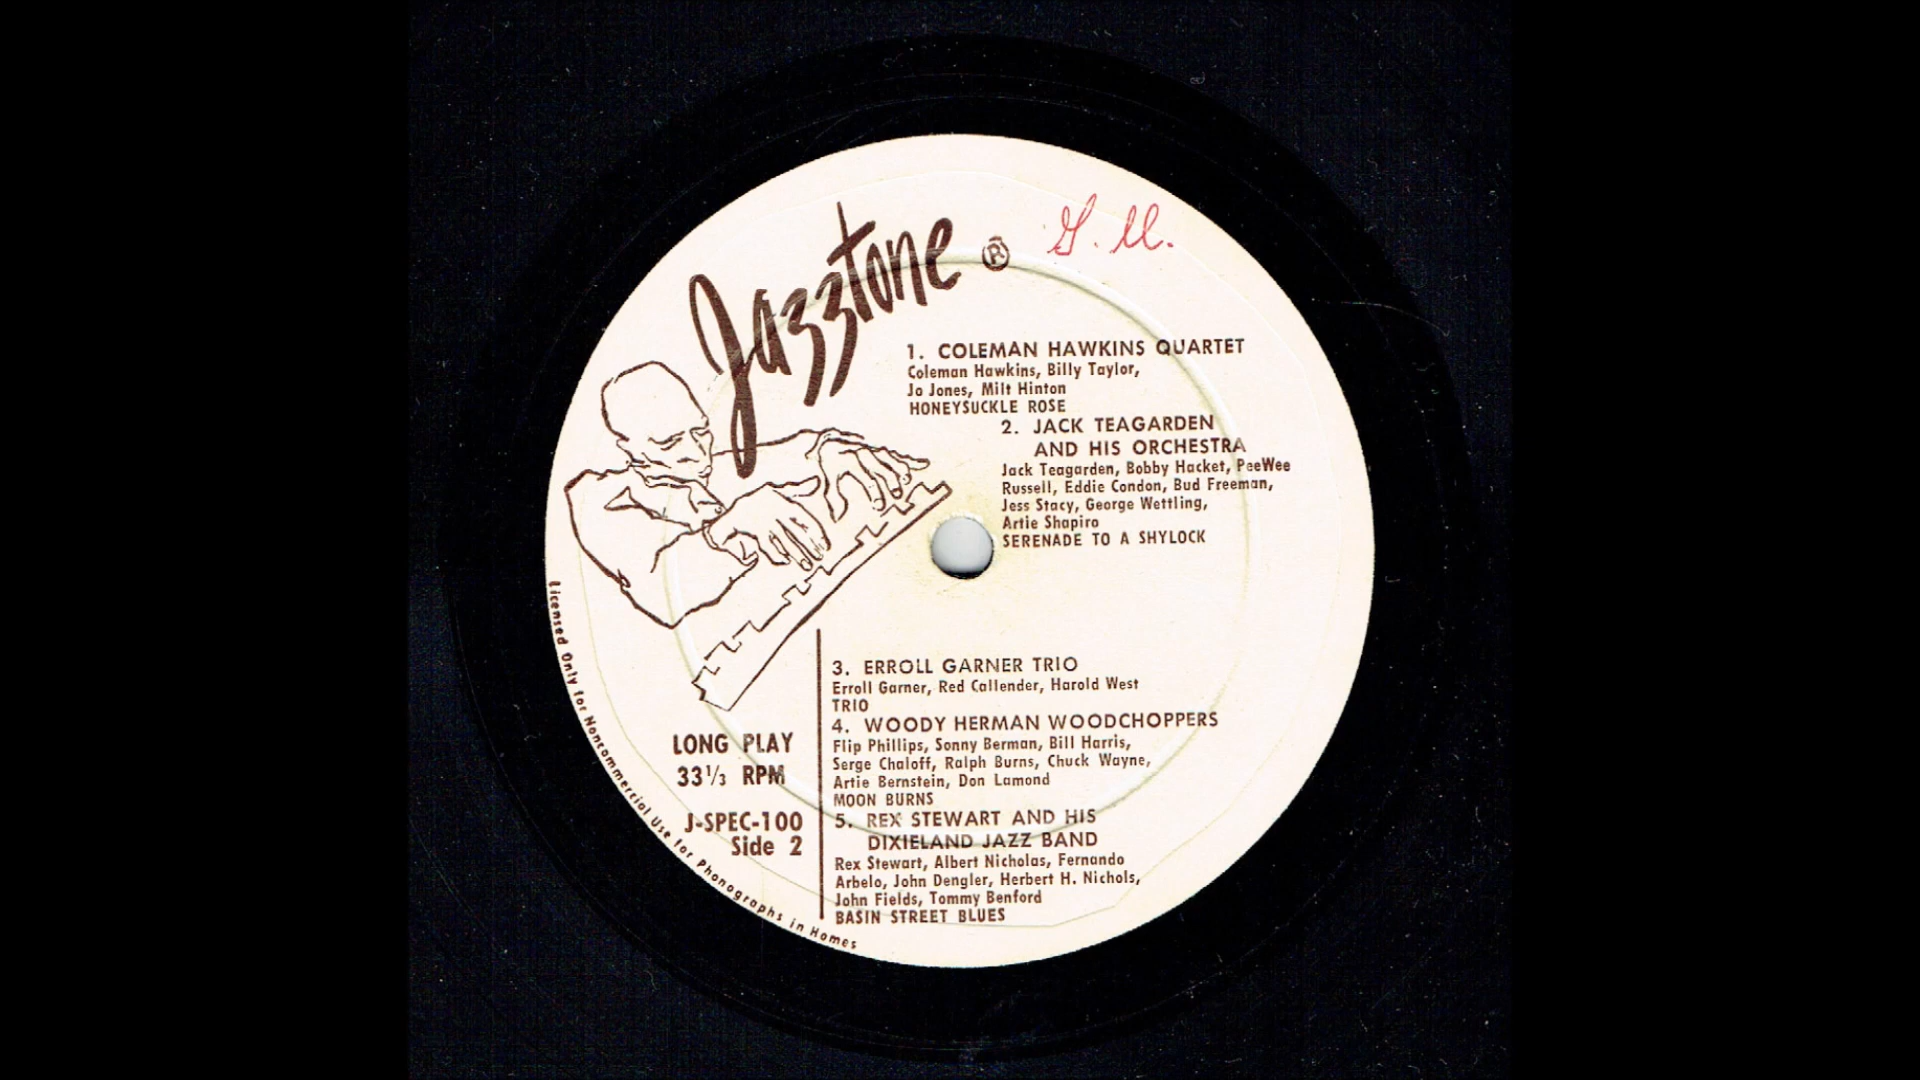 Jazztone ®
G. M.
1. COLEMAN HAWKINS QUARTET
Coleman Hawkins, Billy Taylor,
Jo Jones, Milt Hinton
HONEYSUCKLE ROSE
2. JACK TEAGARDEN
AND HIS ORCHESTRA
Jack Teagarden, Bobby Hacket, PeeWee
Russell, Eddie Condon, Bud Freeman,
Jess Stacy, George Wettling,
Artie Shapiro
SERENADE TO A SHYLOCK
3. ERROLL GARNER TRIO
Erroll Garner, Red Callender, Harold West
TRIO
4. WOODY HERMAN WOODCHOPPERS
Flip Phillips, Sonny Berman, Bill Harris,
Serge Chaloff, Ralph Burns, Chuck Wayne,
Artie Bernstein, Don Lamond
MOON BURNS
5. REX STEWART AND HIS
DIXIELAND JAZZ BAND
Rex Stewart, Albert Nicholas, Fernando
Arbelo, John Dengler, Herbert H. Nichols,
John Fields, Tommy Benford
BASIN STREET BLUES
LONG PLAY
33 1/3 RPM
J-SPEC-100
Side 2
Licensed Only for Noncommercial Use for Phonographs in Homes